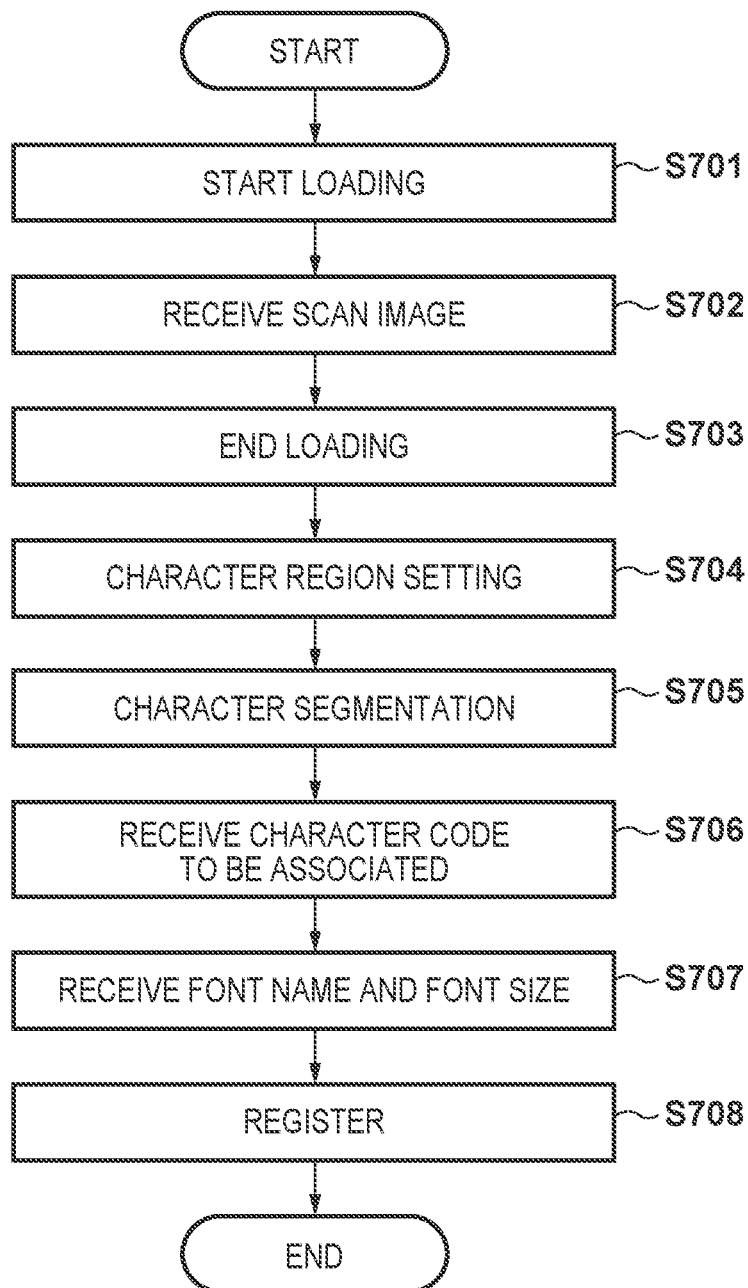 START
START LOADING
S701
RECEIVE SCAN IMAGE
S702
END LOADING
S703
CHARACTER REGION SETTING
S704
CHARACTER SEGMENTATION
S705
RECEIVE CHARACTER CODE
TO BE ASSOCIATED
S706
RECEIVE FONT NAME AND FONT SIZE
S707
REGISTER
S708
END